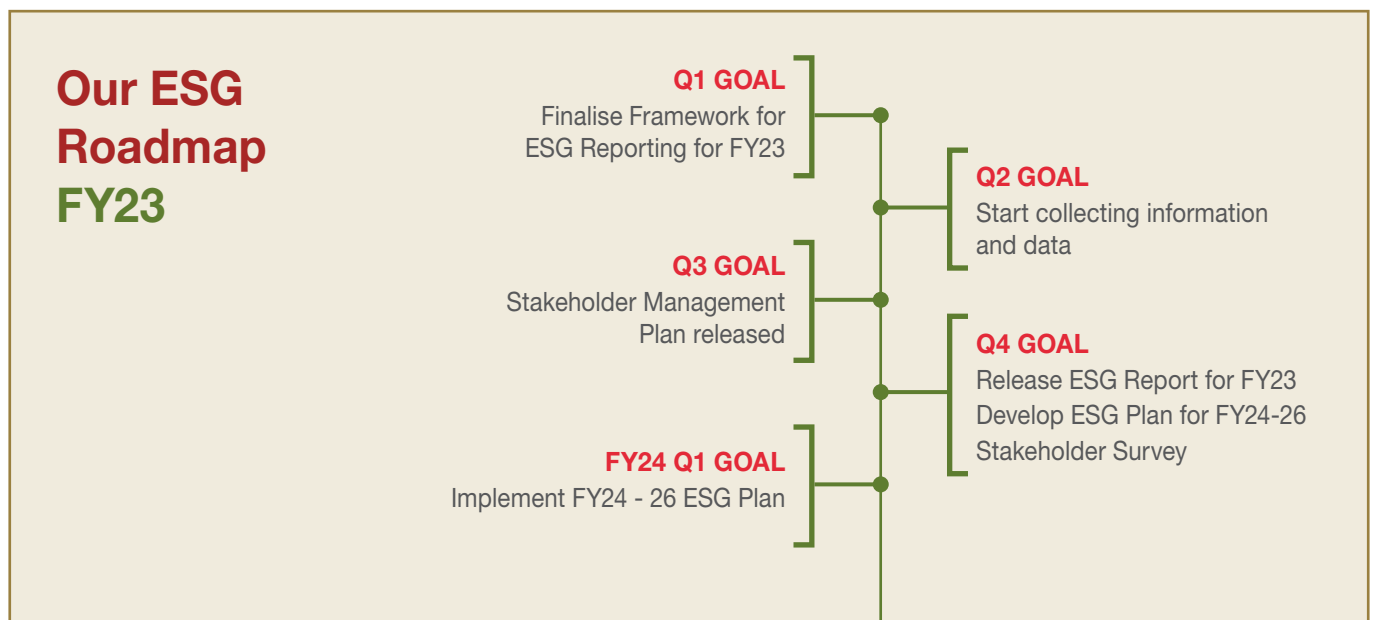 Our ESG
Roadmap
FY23
Q1 GOAL
Finalise Framework for
ESG Reporting for FY23
Q2 GOAL
Start collecting information
and data
Q3 GOAL
Stakeholder Management
Plan released
Q4 GOAL
Release ESG Report for FY23
Develop ESG Plan for FY24-26
Stakeholder Survey
FY24 Q1 GOAL
Implement FY24 - 26 ESG Plan